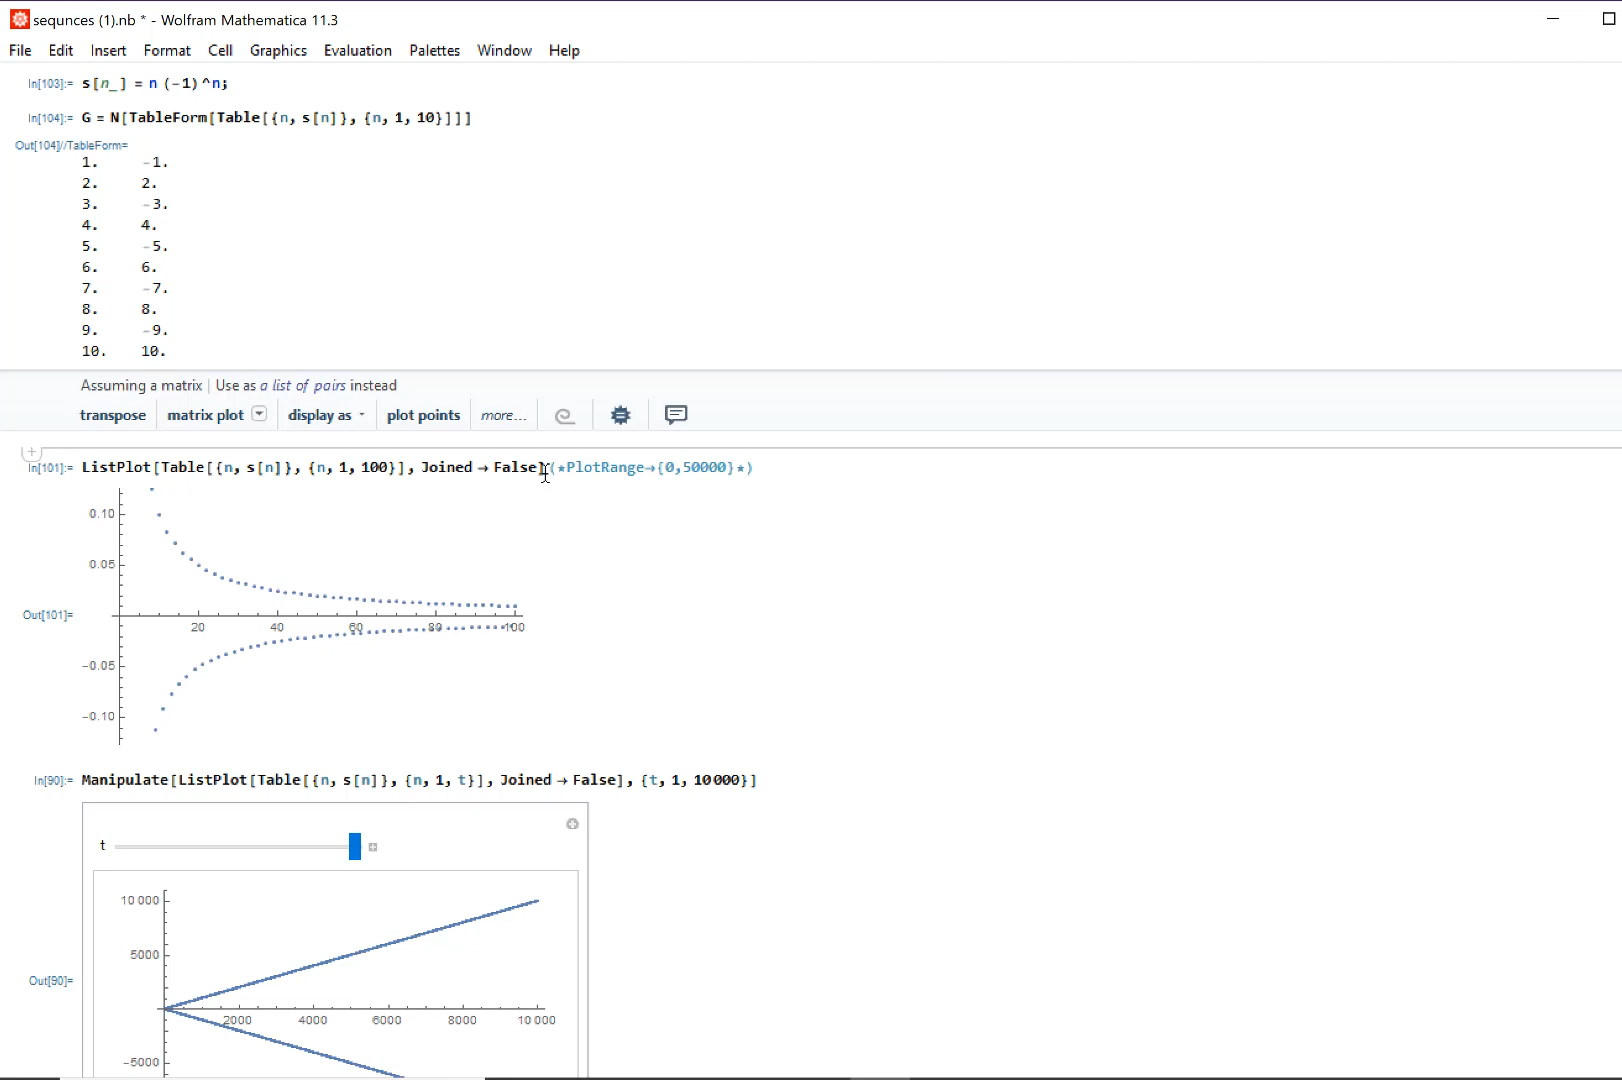 sequnces (1).nb * - Wolfram Mathematica 11.3
File Edit Insert Format Cell Graphics Evaluation Palettes Window Help
In[103]:= s[n_] = n (-1)^n;
In[104]:= G = N[TableForm[Table[{n, s[n]}, {n, 1, 10}]]]
Out[104]//TableForm=
1. -1.
2. 2.
3. -3.
4. 4.
5. -5.
6. 6.
7. -7.
8. 8.
9. -9.
10. 10.
Assuming a matrix | Use as a list of pairs instead
transpose matrix plot display as plot points more...
In[101]:= ListPlot[Table[{n, s[n]}, {n, 1, 100}], Joined → False] (*PlotRange→{0,50000}*)
0.10
0.05
Out[101]=
20 40 60 80 100
-0.05
-0.10
In[90]:= Manipulate[ListPlot[Table[{n, s[n]}, {n, 1, t}], Joined → False], {t, 1, 10000}]
t
10 000
5000
Out[90]=
2000 4000 6000 8000 10 000
-5000